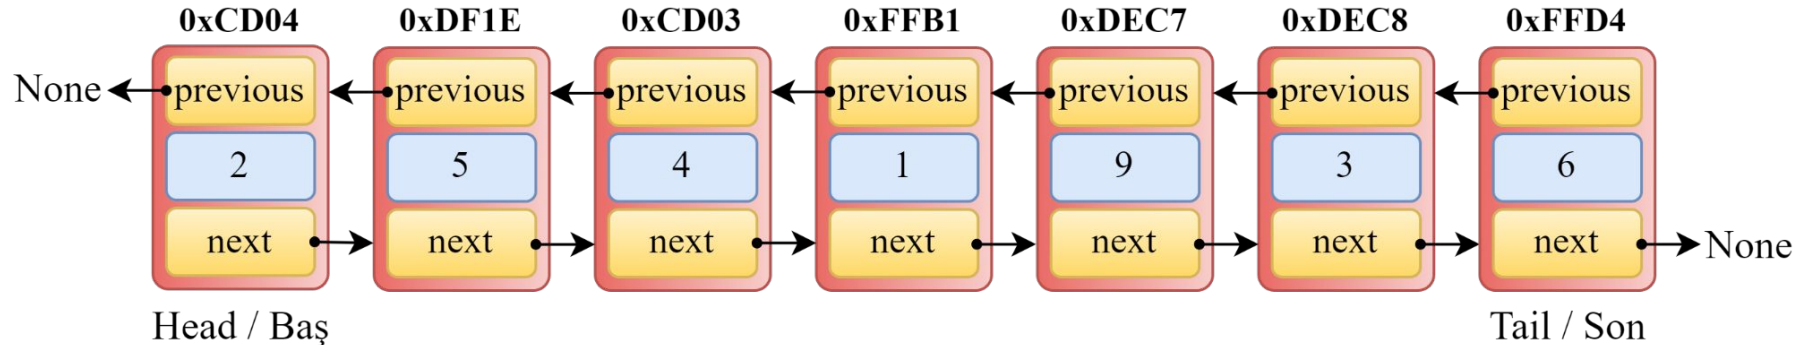 0xCD04 0xDF1E 0xCD03 0xFFB1 0xDEC7 0xDEC8 0xFFD4
None previous previous previous previous previous previous previous
2 5 4 1 9 3 6
next next next next next next next None
Head / Baş Tail / Son